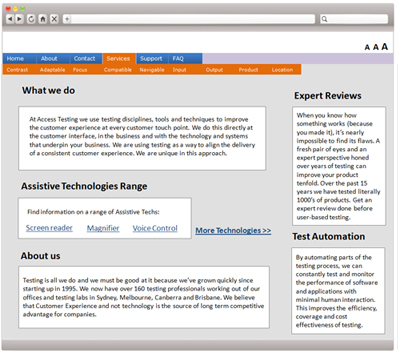 A A A
Home About Contact Services Support FAQ
Contrast Adaptable Focus Compatible Navigable Input Output Product Location
What we do
At Access Testing we use testing disciplines, tools and techniques to improve
the customer experience at every customer touch point. We do this directly at
the customer interface, in the business and with the technology and systems
that underpin your business. We are using testing as a way to align the delivery
of a consistent customer experience. We are unique in this approach.
Assistive Technologies Range
Find information on a range of Assistive Techs:
Screen reader Magnifier Voice Control
More Technologies >>
About us
Testing is all we do and we must be good at it because we've grown quickly since
starting up in 1995. We now have over 160 testing professionals working out of our
offices and testing labs in Sydney, Melbourne, Canberra and Brisbane. We believe
that Customer Experience and not technology is the source of long term competitive
advantage for companies.
Expert Reviews
When you know how
something works (because
you made it), it's nearly
impossible to find its flaws. A
fresh pair of eyes and an
expert perspective honed
over years of testing can
improve your product
tenfold. Over the past 15
years we have tested literally
1000's of products. Get an
expert review done before
user-based testing.
Test Automation
By automating parts of the
testing process, we can
constantly test and monitor
the performance of software
and applications with
minimal human interaction.
This improves the efficiency,
coverage and cost
effectiveness of testing.